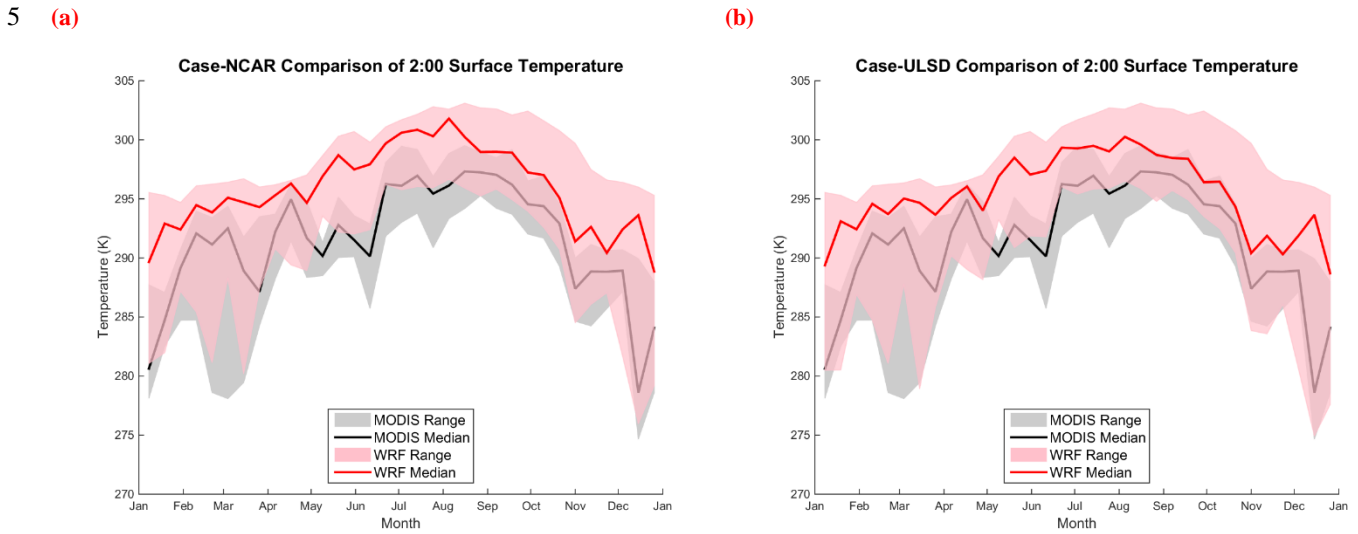 5 (a) (b)
Case-NCAR Comparison of 2:00 Surface Temperature
305
300
295
290
285
280
275
270
Temperature (K)
Jan Feb Mar Apr May Jun Jul Aug Sep Oct Nov Dec Jan
Month
MODIS Range
MODIS Median
WRF Range
WRF Median
Case-ULSD Comparison of 2:00 Surface Temperature
305
300
295
290
285
280
275
270
Temperature (K)
Jan Feb Mar Apr May Jun Jul Aug Sep Oct Nov Dec Jan
Month
MODIS Range
MODIS Median
WRF Range
WRF Median